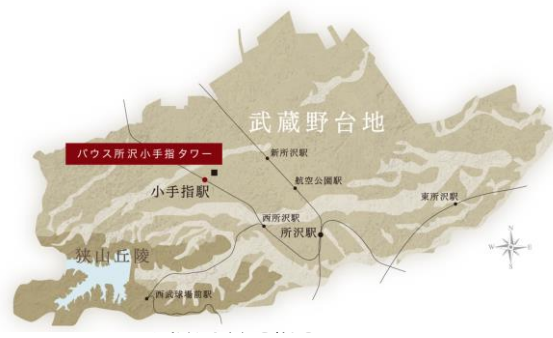 武蔵野台地
バウス所沢小手指タワー
新所沢駅
小手指駅
航空公園駅
東所沢駅
西所沢駅
所沢駅
狭山丘陵
西武球場前駅
N
W
E
S